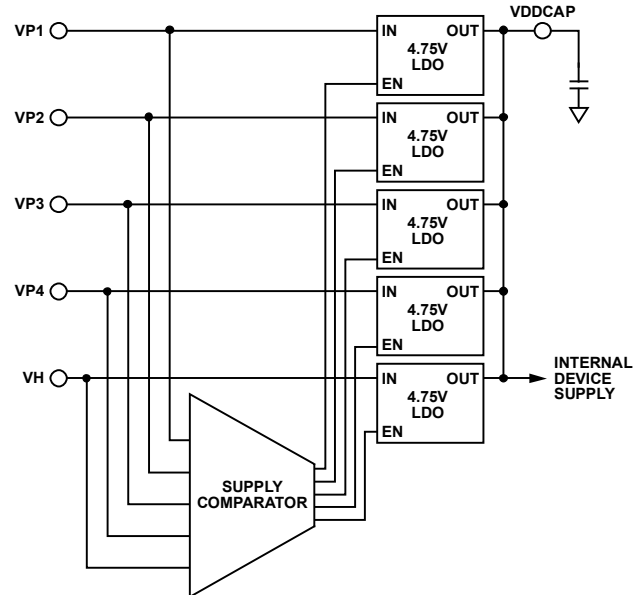 VDDCAP
VP1
IN OUT
4.75V
LDO
EN
VP2
IN OUT
4.75V
LDO
EN
VP3
IN OUT
4.75V
LDO
EN
VP4
IN OUT
4.75V
LDO
EN
VH
IN OUT
4.75V
LDO
EN
INTERNAL
DEVICE
SUPPLY
SUPPLY
COMPARATOR